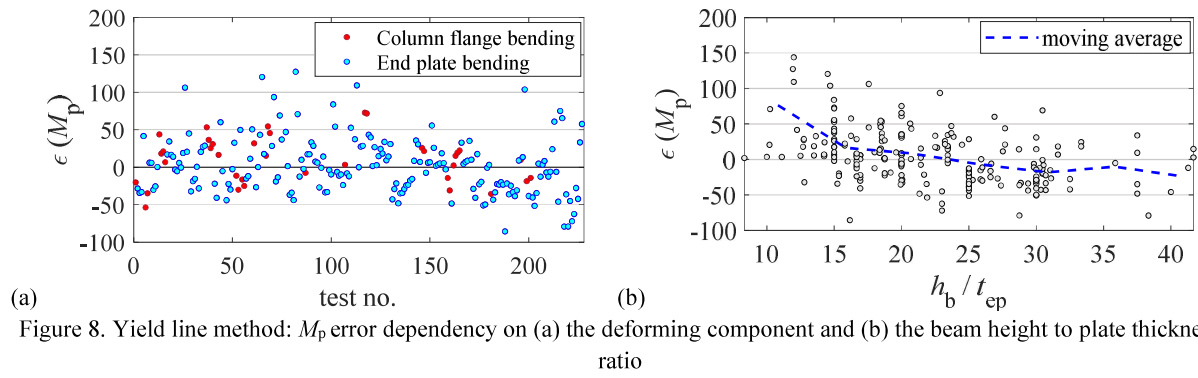 200
150
100
50
0
-50
-100
ϵ (Mp)
Column flange bending
End plate bending
0 50 100 150 200
test no.
(a)
200
150
100
50
0
-50
-100
ϵ (Mp)
moving average
10 15 20 25 30 35 40
hb / tep
(b)
Figure 8. Yield line method: Mp error dependency on (a) the deforming component and (b) the beam height to plate thickne
ratio